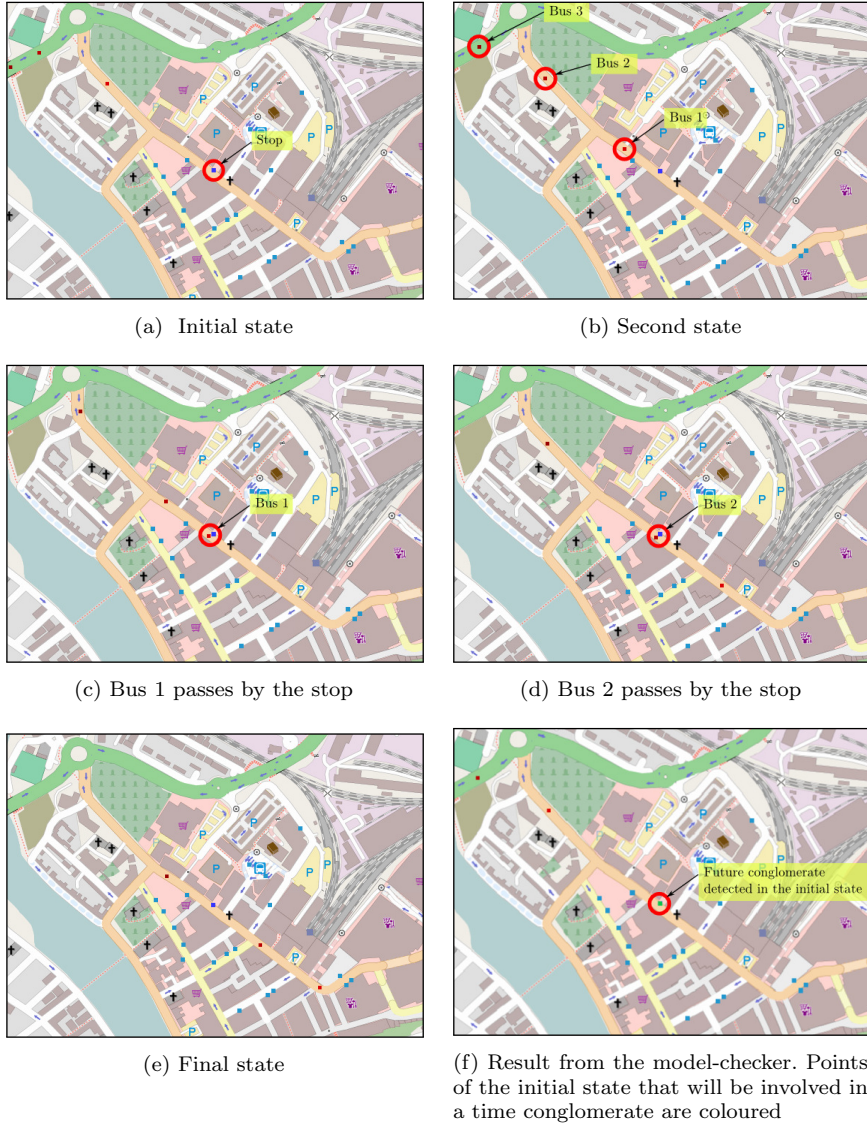 Bus 3
Bus 2
Stop
Bus 1
P
P
P
P
P
P
P
P
P
P
(a) Initial state
(b) Second state
Bus 1
Bus 2
P
P
P
P
P
P
P
P
P
P
(c) Bus 1 passes by the stop
(d) Bus 2 passes by the stop
P
P
P
P
P
P
P
P
P
Future conglomerate
detected in the initial state
(e) Final state
(f) Result from the model-checker. Points
of the initial state that will be involved in
a time conglomerate are coloured